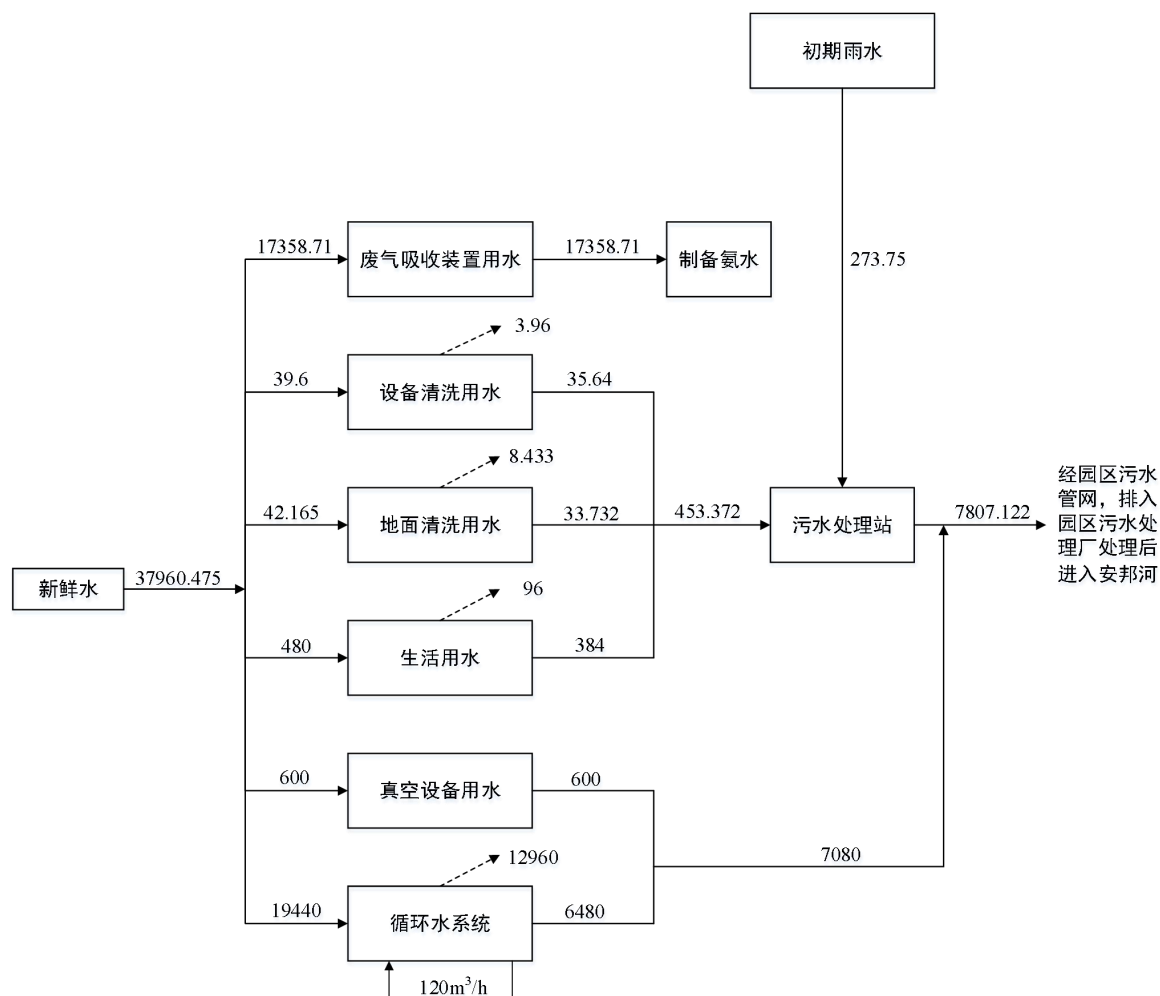 初期雨水
273.75
17358.71
废气吸收装置用水
17358.71
制备氨水
3.96
39.6
设备清洗用水
35.64
8.433
42.165
地面清洗用水
33.732
453.372
污水处理站
7807.122
经园区污水
管网，排入
园区污水处
理厂处理后
进入安邦河
新鲜水
37960.475
96
480
生活用水
384
600
真空设备用水
600
7080
12960
19440
循环水系统
6480
120m³/h